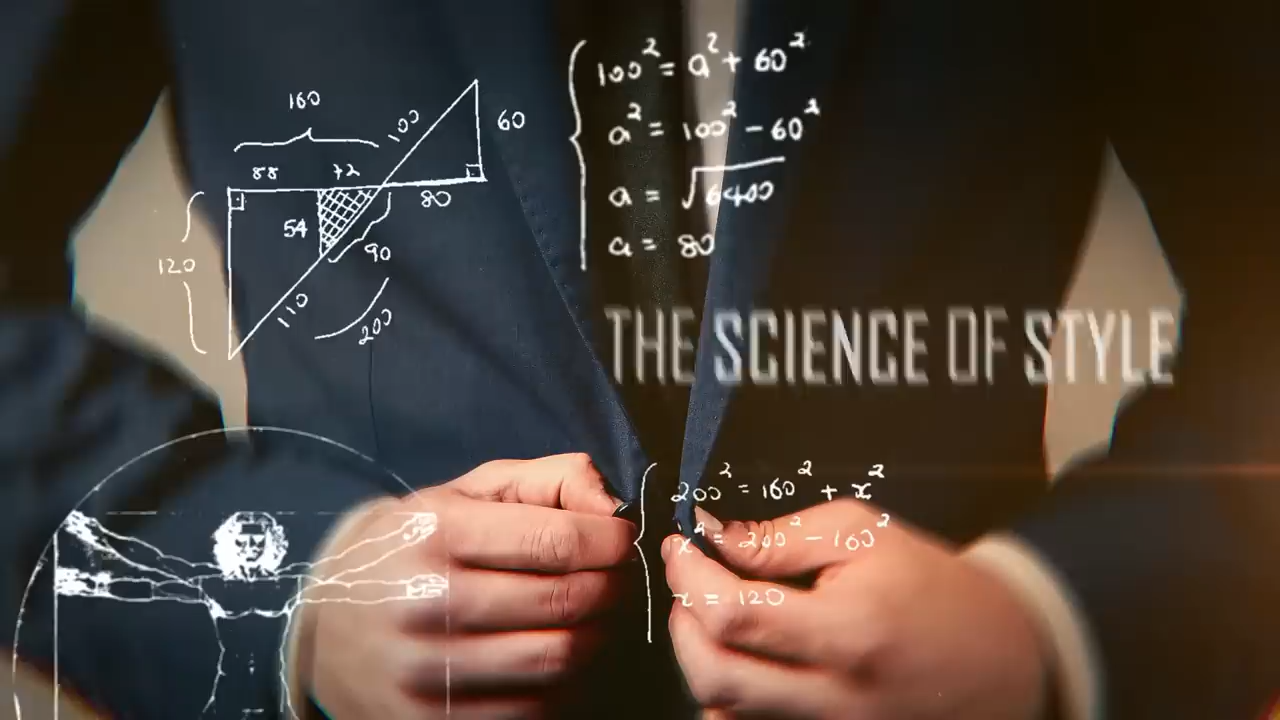 160
88 72
100
60
80
54
90
120
110
200
100² = a² + 60²
a² = 100² - 60²
a = √6400
a = 80
THE SCIENCE OF STYLE
200² = 160² + x²
x² = 200² - 160²
x = 120